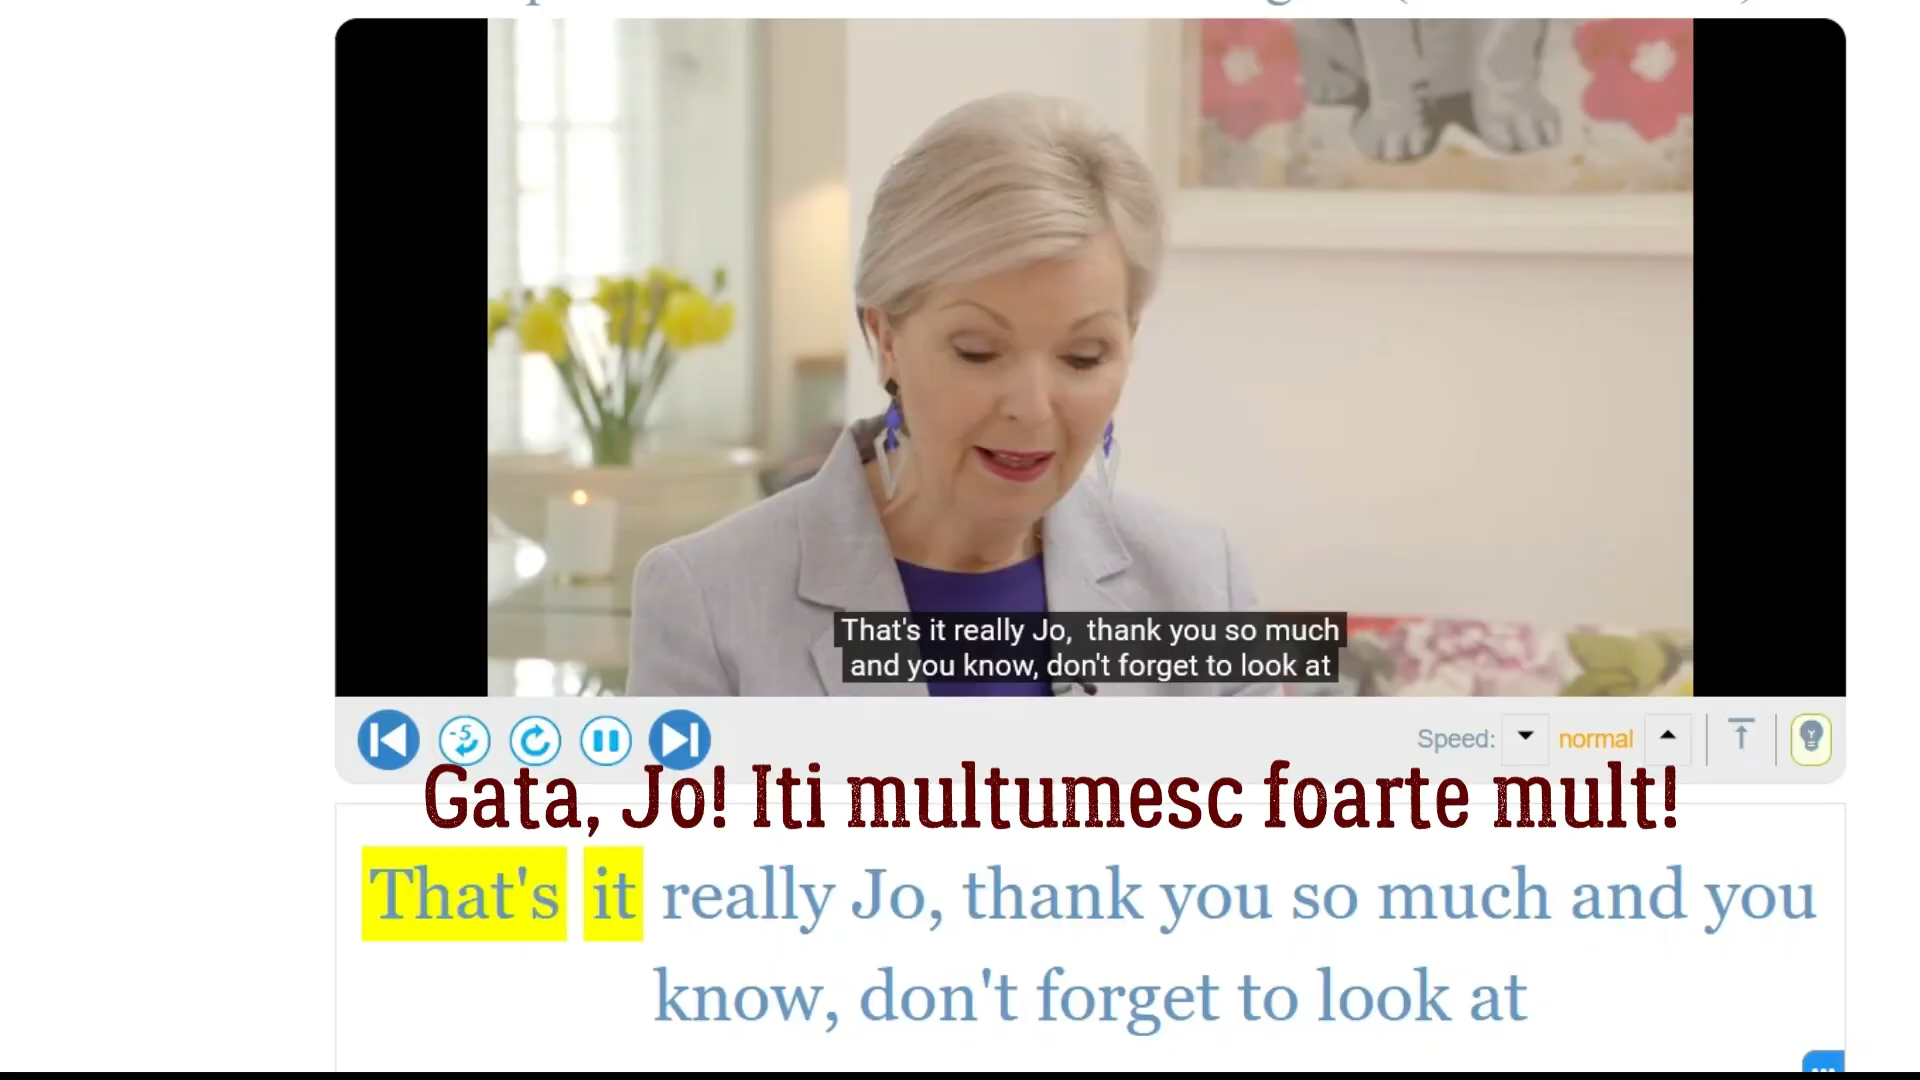 That's it really Jo,  thank you so much
and you know, don't forget to look at
-5
Speed: normal
Gata, Jo! Iti multumesc foarte mult!
That's it really Jo, thank you so much and you
know, don't forget to look at